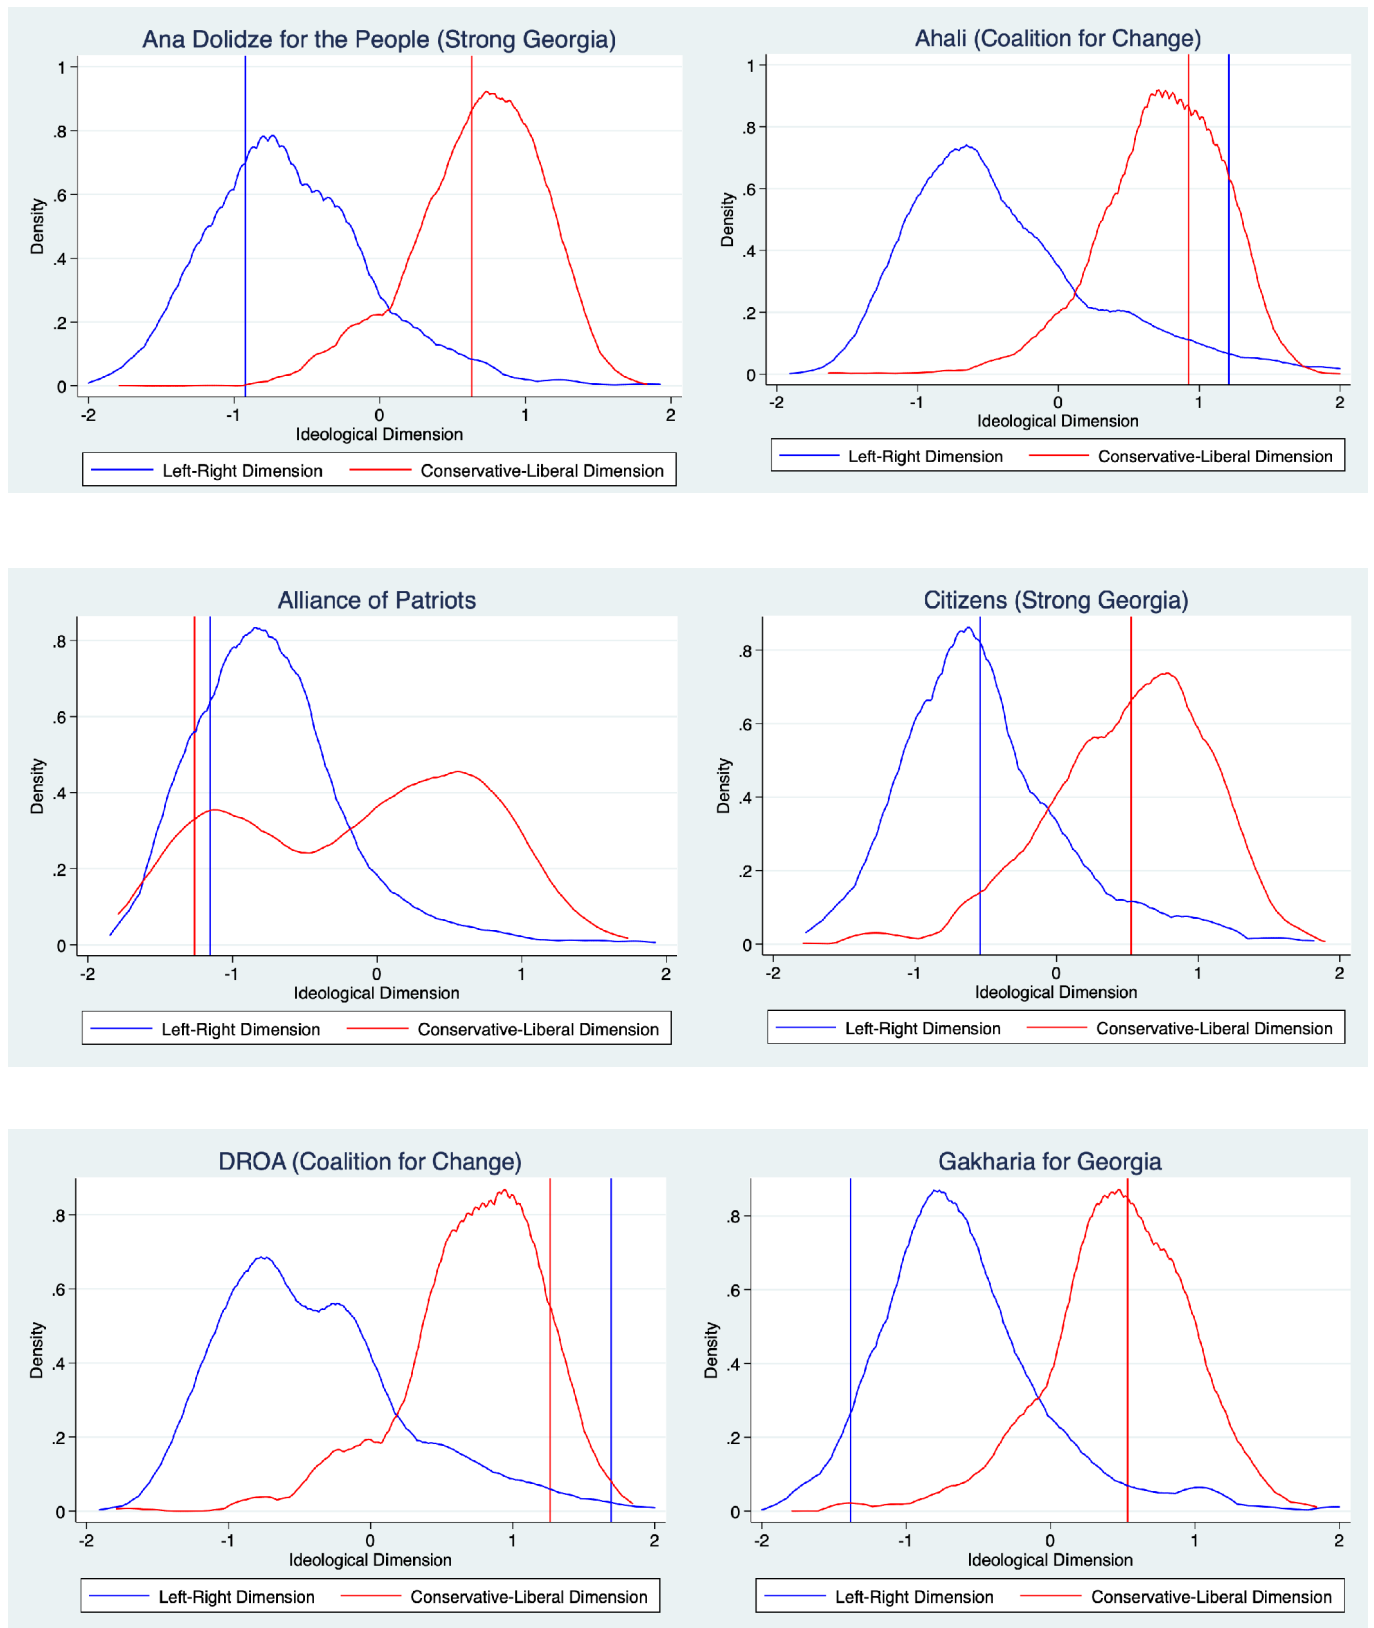 Ana Dolidze for the People (Strong Georgia)
1
.8
.6
.4
.2
0
Density
-2 -1 0 1 2
Ideological Dimension
Left-Right Dimension Conservative-Liberal Dimension
Ahali (Coalition for Change)
1
.8
.6
.4
.2
0
Density
-2 -1 0 1 2
Ideological Dimension
Left-Right Dimension Conservative-Liberal Dimension
Alliance of Patriots
.8
.6
.4
.2
0
Density
-2 -1 0 1 2
Ideological Dimension
Left-Right Dimension Conservative-Liberal Dimension
Citizens (Strong Georgia)
.8
.6
.4
.2
0
Density
-2 -1 0 1 2
Ideological Dimension
Left-Right Dimension Conservative-Liberal Dimension
DROA (Coalition for Change)
.8
.6
.4
.2
0
Density
-2 -1 0 1 2
Ideological Dimension
Left-Right Dimension Conservative-Liberal Dimension
Gakharia for Georgia
.8
.6
.4
.2
0
Density
-2 -1 0 1 2
Ideological Dimension
Left-Right Dimension Conservative-Liberal Dimension